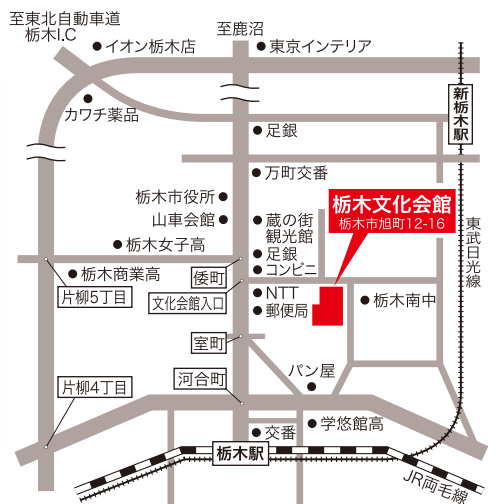 至東北自動車道
栃木I.C
イオン栃木店
至鹿沼
東京インテリア
カワチ薬品
新栃木駅
足銀
万町交番
栃木市役所
山車会館
栃木女子高
蔵の街
観光館
足銀
コンビニ
栃木文化会館
栃木市旭町12-16
東武日光線
栃木商業高
倭町
片柳5丁目
文化会館入口
NTT
郵便局
栃木南中
室町
パン屋
河合町
片柳4丁目
学悠館高
交番
栃木駅
JR両毛線